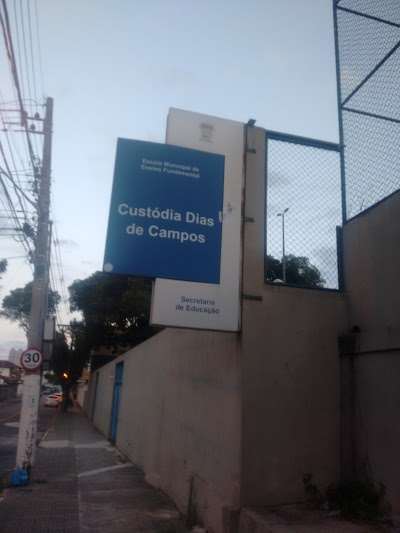 Escola Municipal de
Ensino Fundamental
Custódia Dias
de Campos
Secretaria
de Educação
30